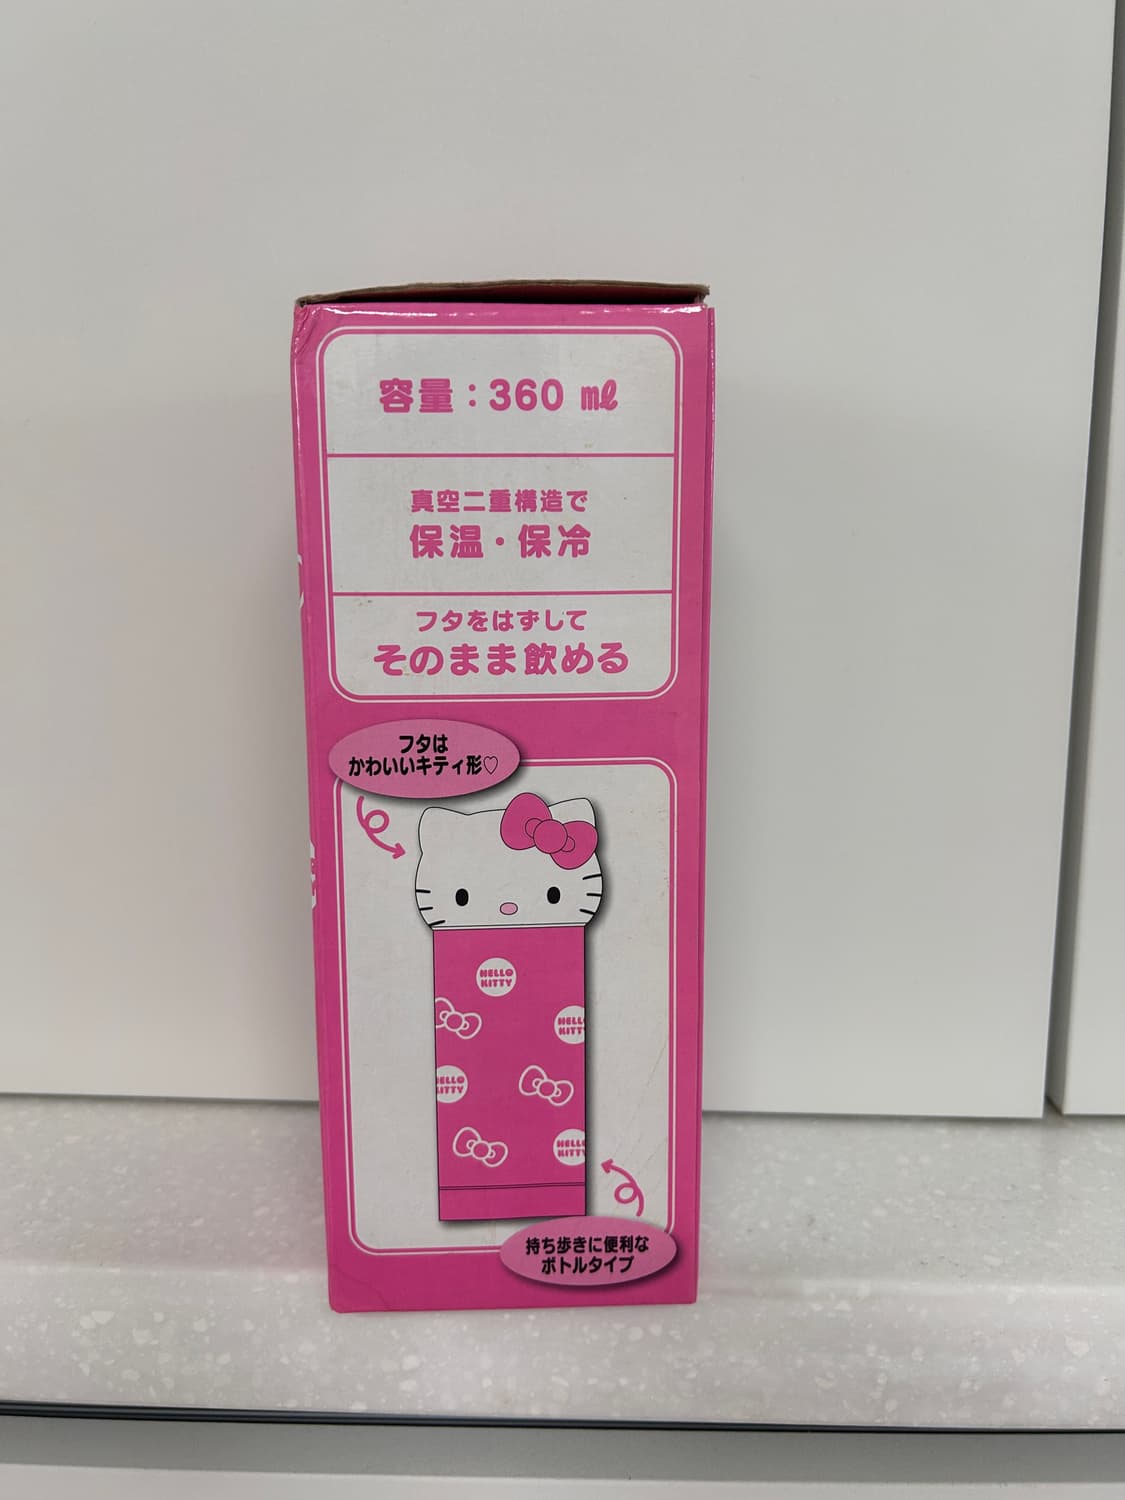 容量：360 ml
真空二重構造で
保温・保冷
フタをはずして
そのまま飲める
フタは
かわいいキティ形♡
HELLO
KITTY
HELLO
KITTY
HELLO
KITTY
HELLO
KITTY
持ち歩きに便利な
ボトルタイプ